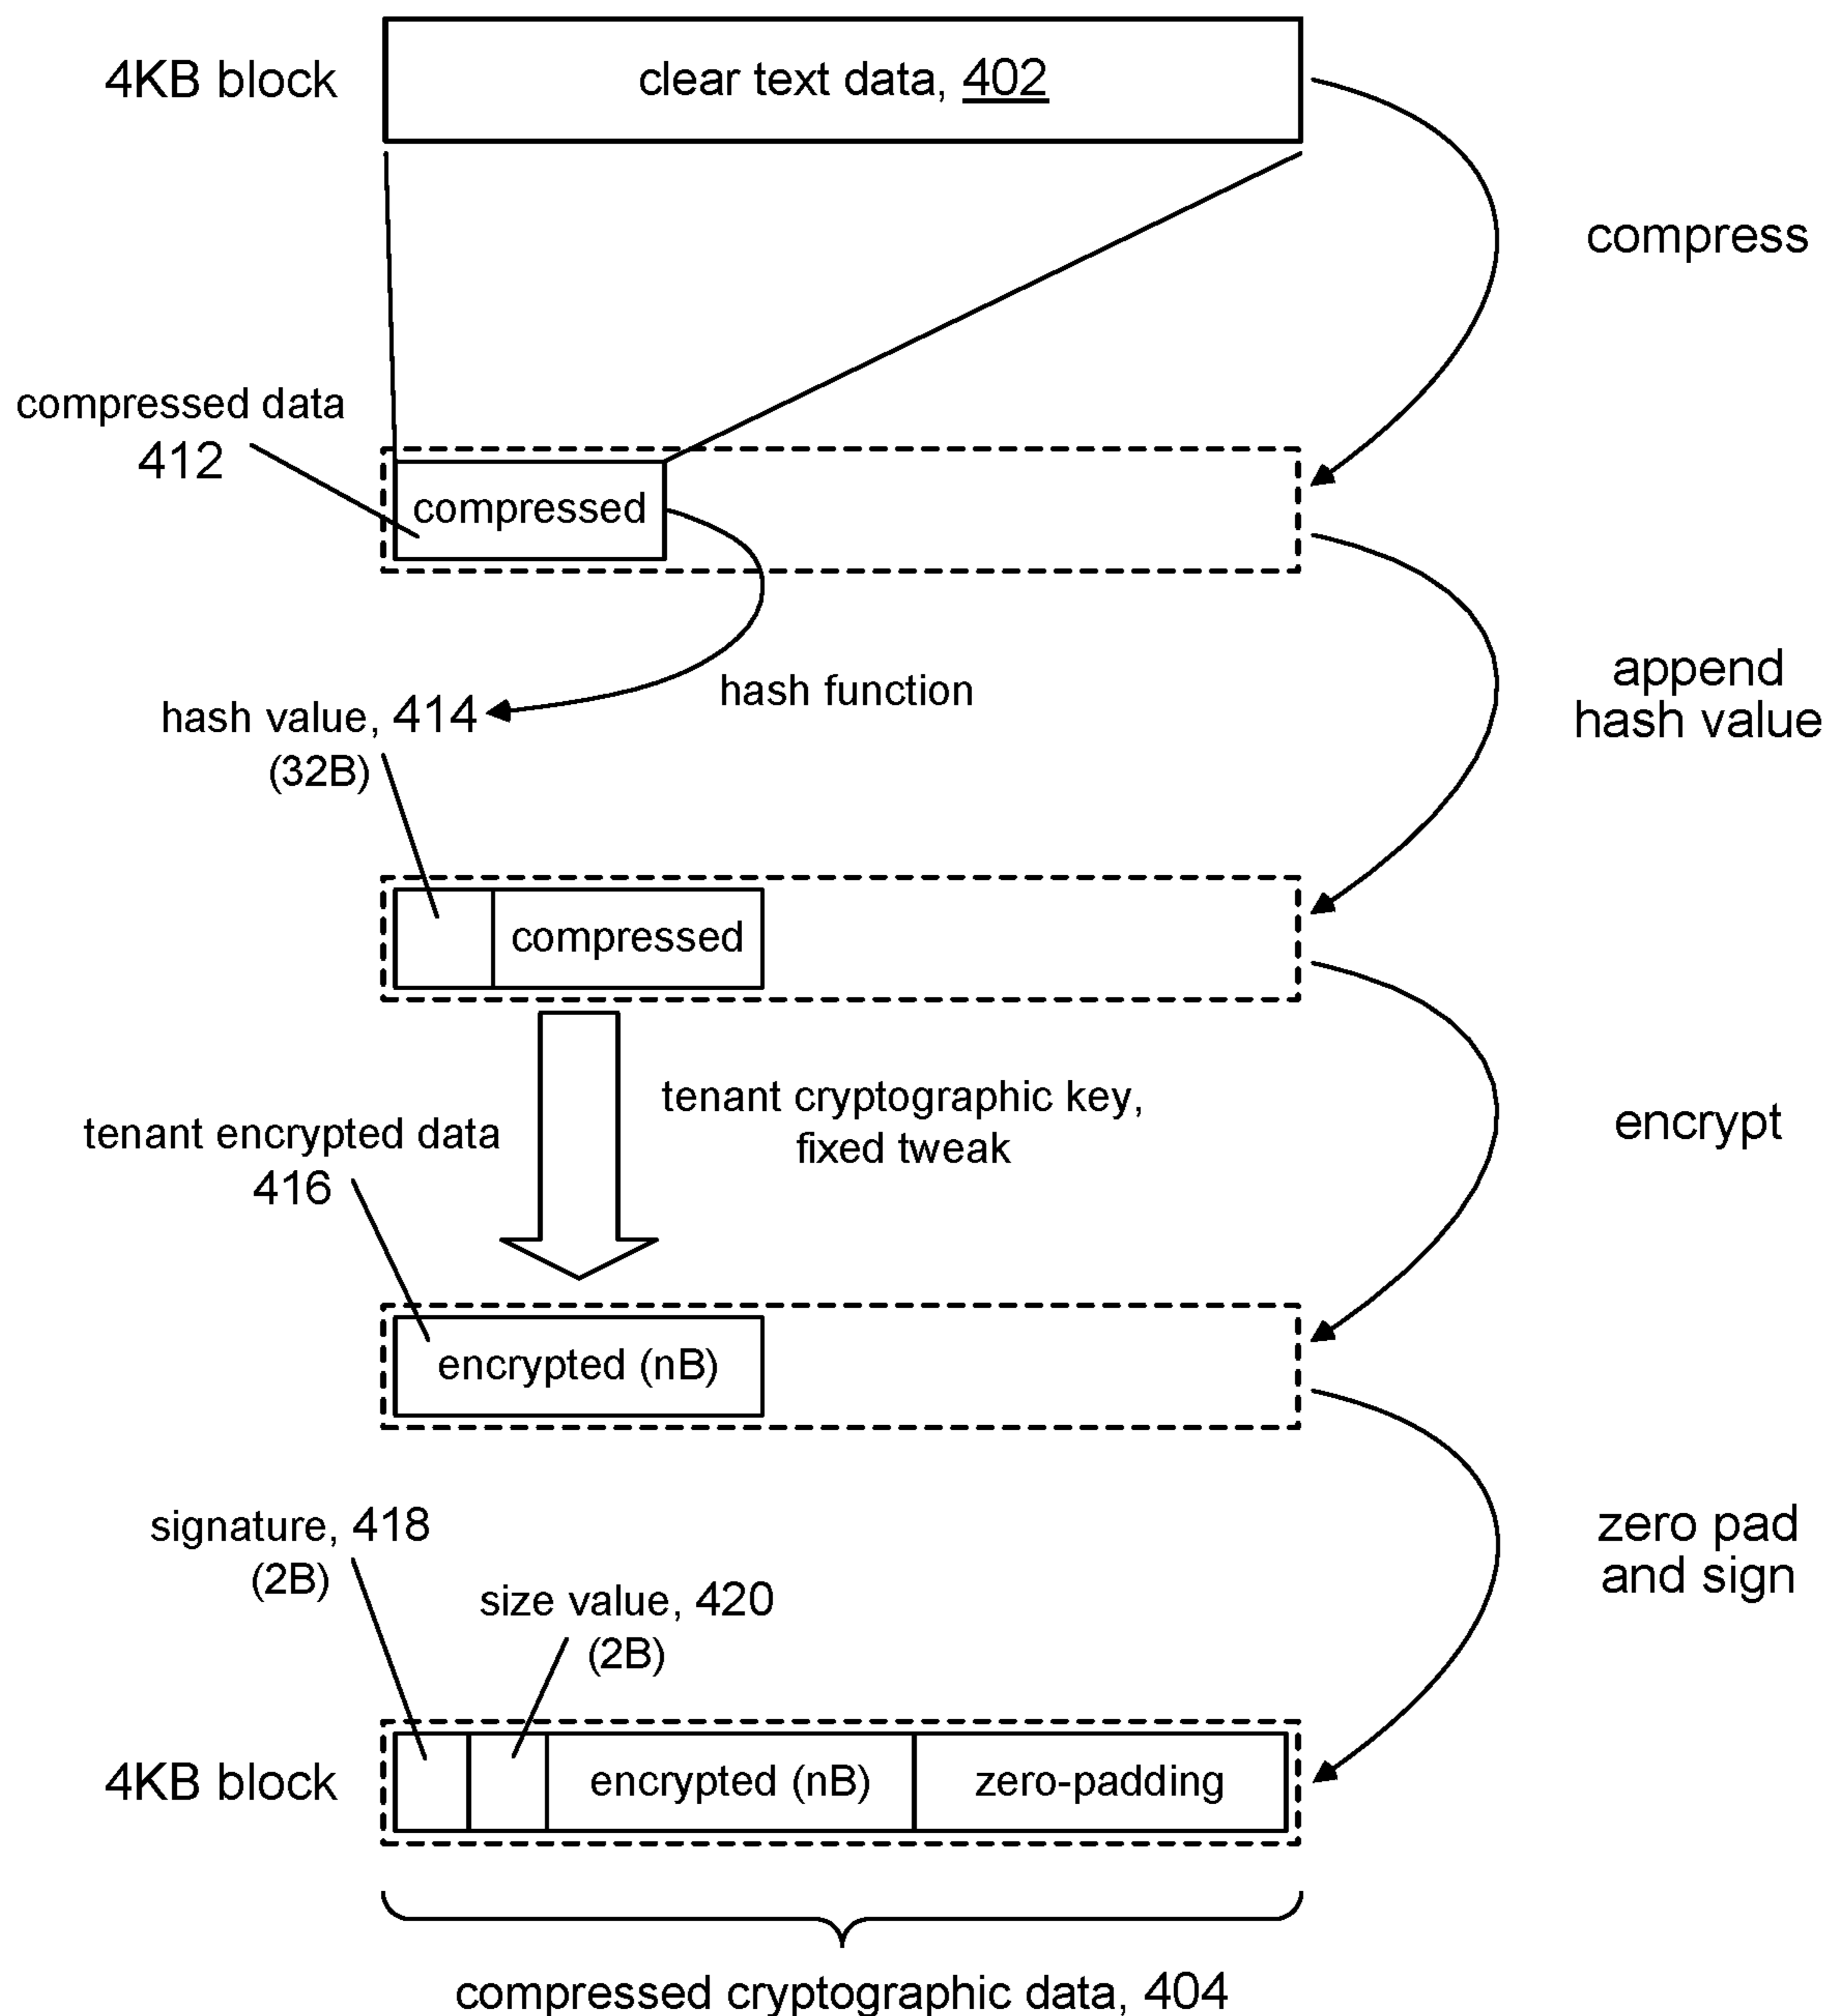 4KB block
clear text data, 402
compress
compressed data
412
compressed
append
hash value
hash function
hash value, 414
(32B)
compressed
tenant cryptographic key,
fixed tweak
encrypt
tenant encrypted data
416
encrypted (nB)
signature, 418
(2B)
zero pad
and sign
size value, 420
(2B)
4KB block
encrypted (nB)
zero-padding
compressed cryptographic data, 404